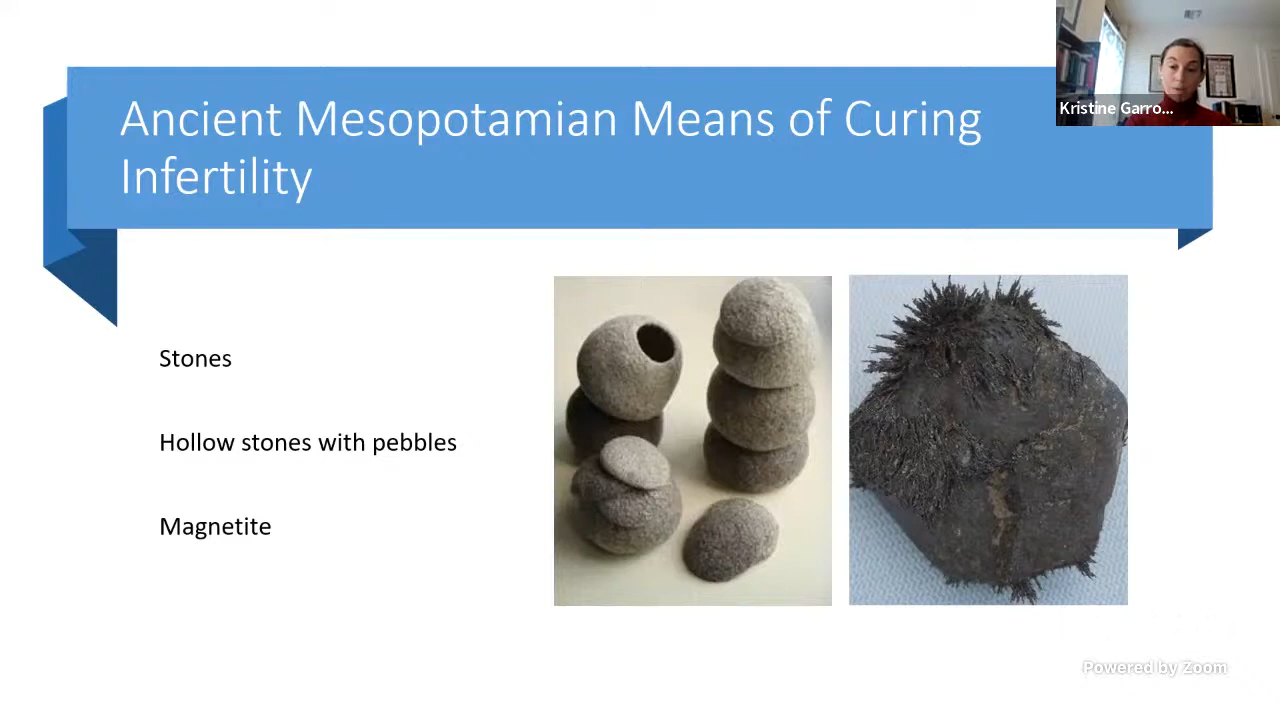 Ancient Mesopotamian Means of Curing
Infertility
Kristine Garro...
Stones
Hollow stones with pebbles
Magnetite
Powered by Zoom